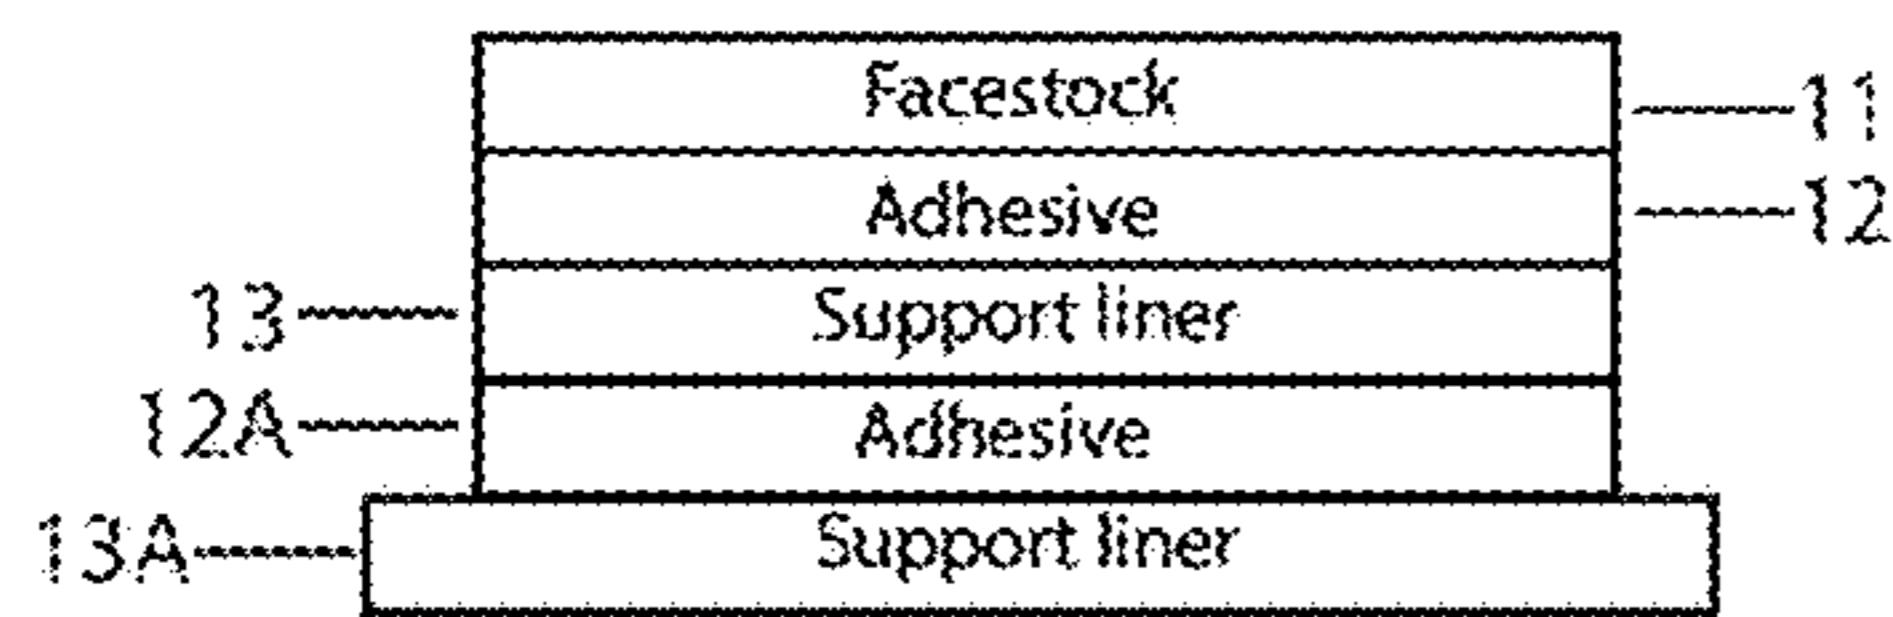 Facestock 11
Adhesive 12
13 Support liner
12A Adhesive
13A Support liner